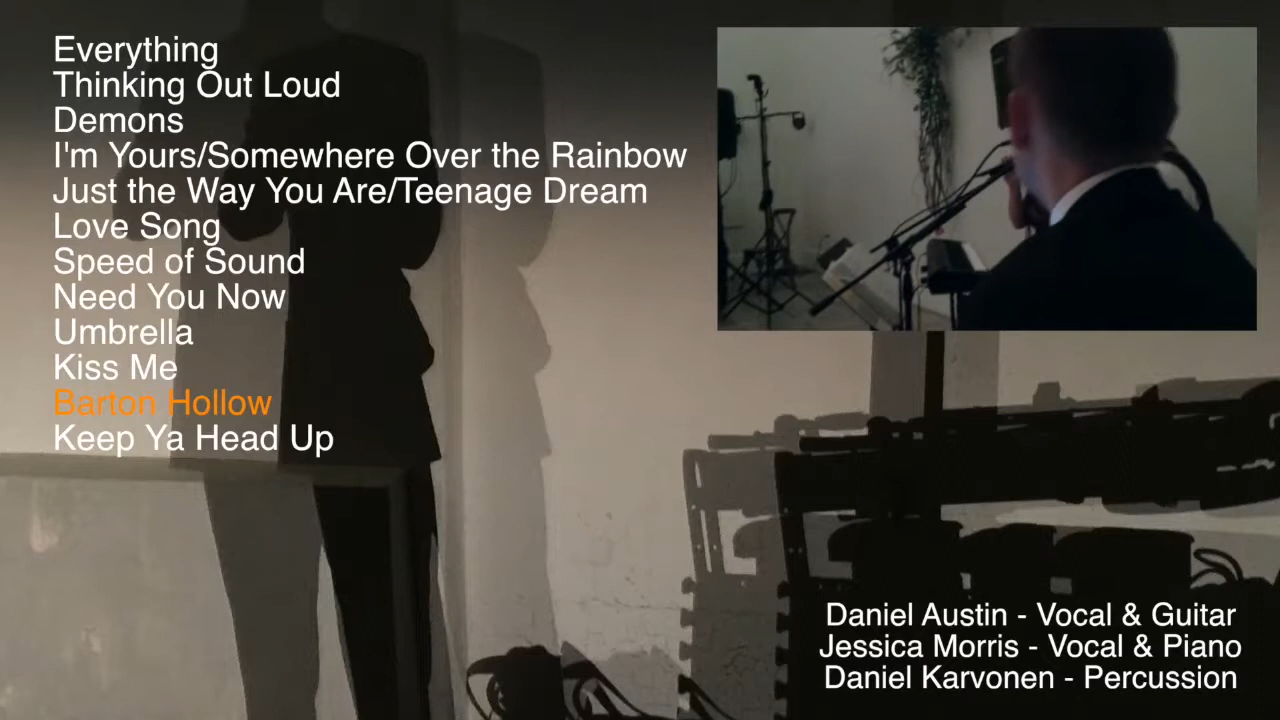 Everything
Thinking Out Loud
Demons
I'm Yours/Somewhere Over the Rainbow
Just the Way You Are/Teenage Dream
Love Song
Speed of Sound
Need You Now
Umbrella
Kiss Me
Barton Hollow
Keep Ya Head Up
Daniel Austin - Vocal & Guitar
Jessica Morris - Vocal & Piano
Daniel Karvonen - Percussion